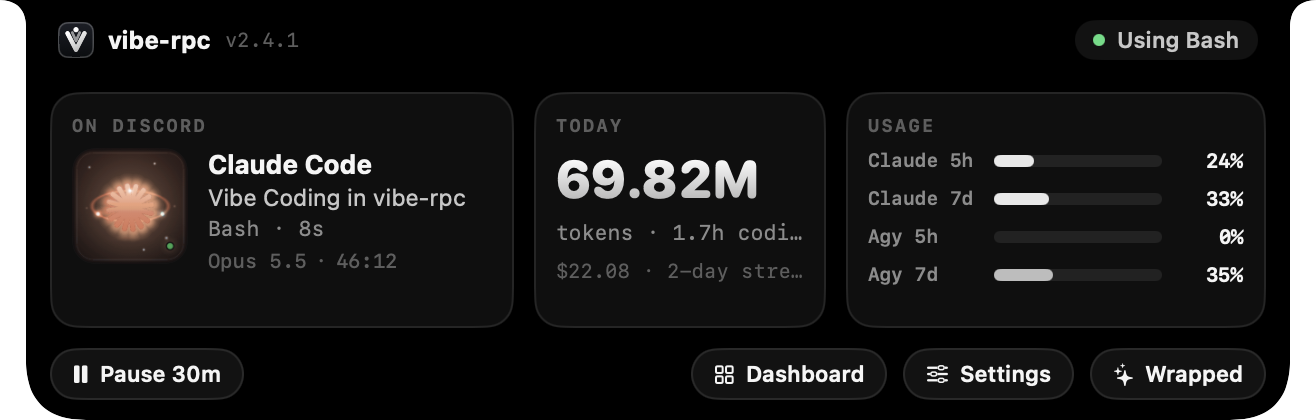 vibe-rpc v2.4.1
Using Bash
ON DISCORD
Claude Code
Vibe Coding in vibe-rpc
Bash · 8s
Opus 5.5 · 46:12
TODAY
69.82M
tokens · 1.7h codi…
$22.08 · 2-day stre…
USAGE
Claude 5h 24%
Claude 7d 33%
Agy 5h 0%
Agy 7d 35%
Pause 30m
Dashboard
Settings
Wrapped